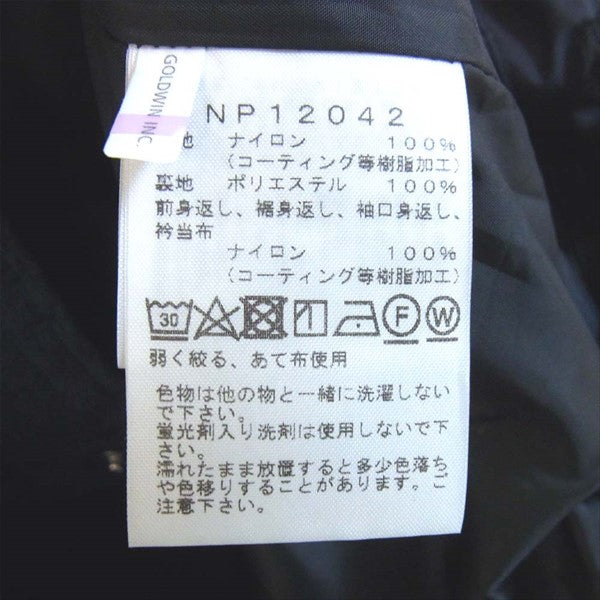 GOLDWIN INC.
NP12042
地 ナイロン 100%
(コーティング等樹脂加工)
裏地 ポリエステル 100%
前身返し、裾身返し、袖口身返し、
衿当布
ナイロン 100%
(コーティング等樹脂加工)
30 F W
弱く絞る、あて布使用
色物は他の物と一緒に洗濯しない
で下さい。
蛍光剤入り洗剤は使用しないで下
さい。
濡れたまま放置すると多少色落ち
や色移りすることがあります。ご
注意下さい。